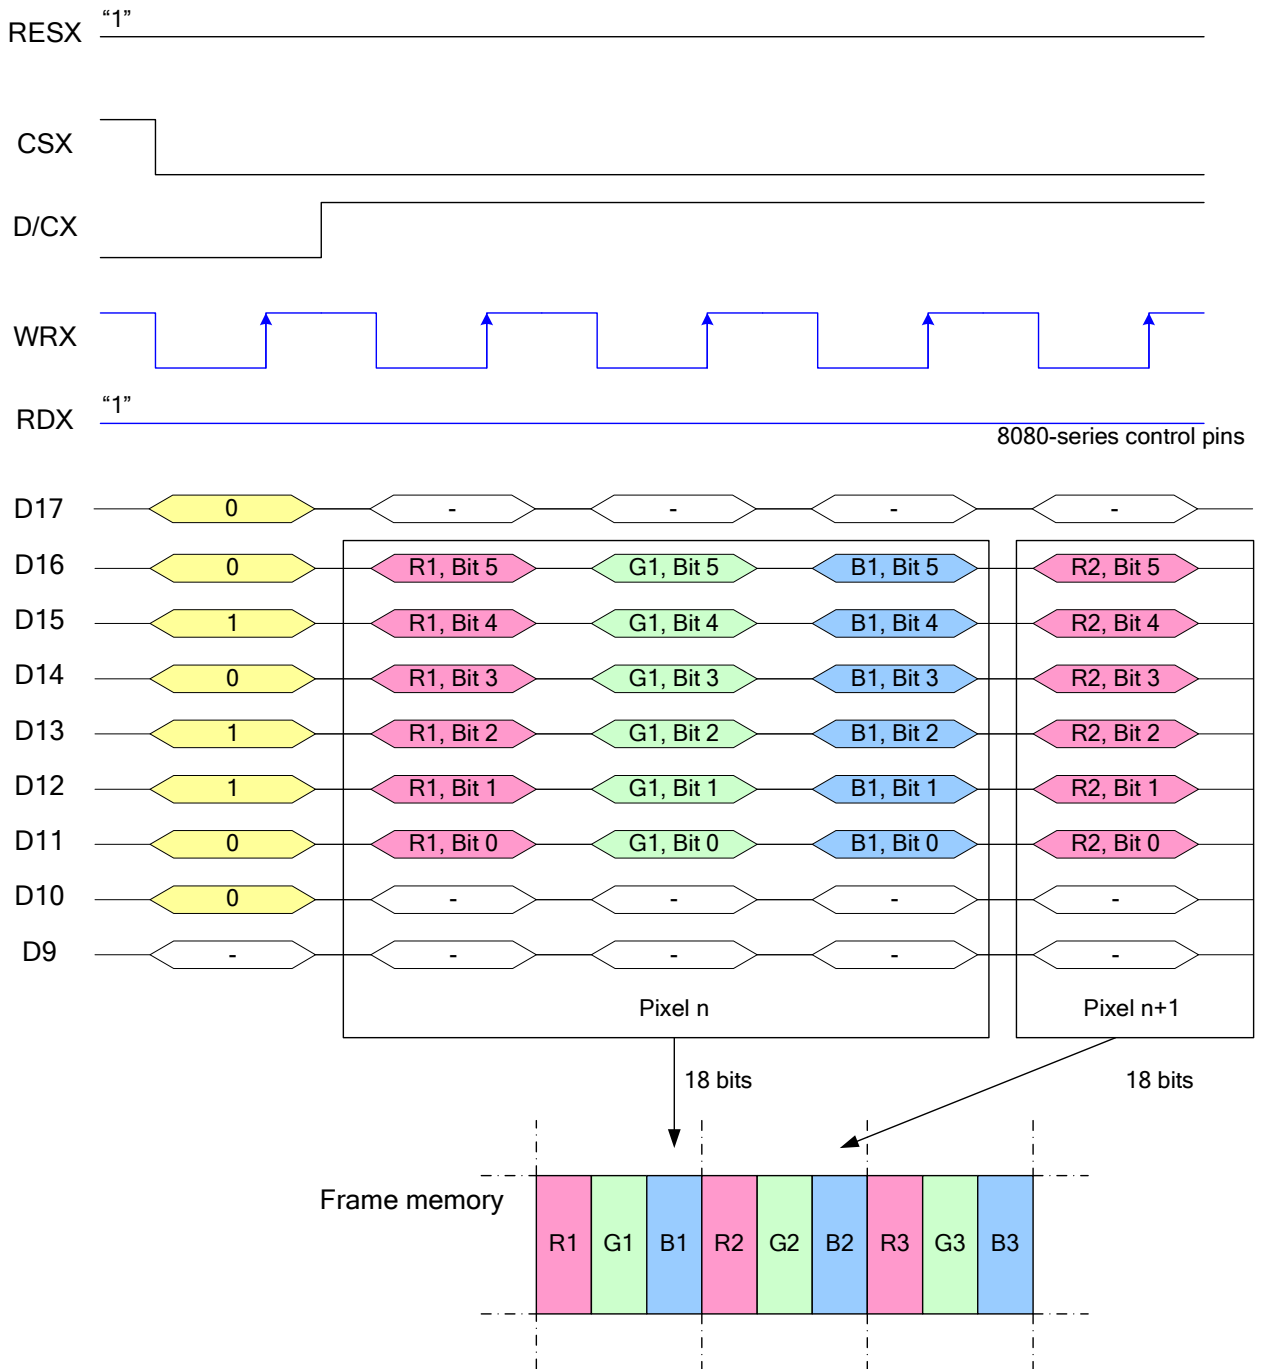 RESX “1”
CSX
D/CX
WRX
RDX “1”
8080-series control pins
D17 0 - - - -
D16 0 R1, Bit 5 G1, Bit 5 B1, Bit 5 R2, Bit 5
D15 1 R1, Bit 4 G1, Bit 4 B1, Bit 4 R2, Bit 4
D14 0 R1, Bit 3 G1, Bit 3 B1, Bit 3 R2, Bit 3
D13 1 R1, Bit 2 G1, Bit 2 B1, Bit 2 R2, Bit 2
D12 1 R1, Bit 1 G1, Bit 1 B1, Bit 1 R2, Bit 1
D11 0 R1, Bit 0 G1, Bit 0 B1, Bit 0 R2, Bit 0
D10 0 - - - -
D9 - - - - -
Pixel n Pixel n+1
18 bits 18 bits
Frame memory
R1 G1 B1 R2 G2 B2 R3 G3 B3